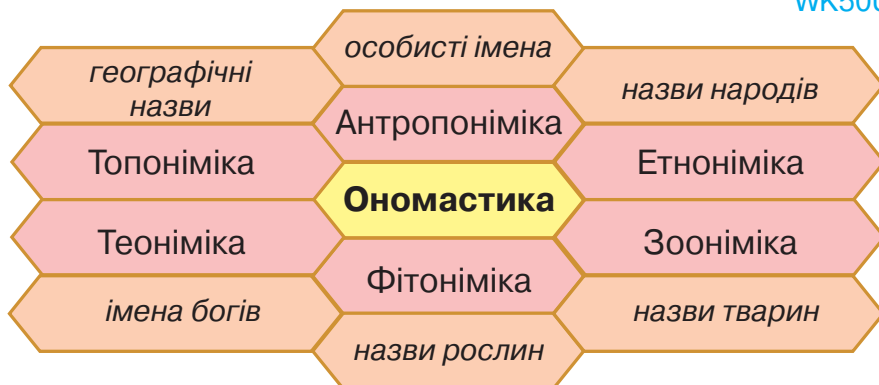 WK500
особисті імена
географічні
назви
назви народів
Антропоніміка
Топоніміка
Етноніміка
Ономастика
Теоніміка
Зооніміка
Фітоніміка
імена богів
назви тварин
назви рослин